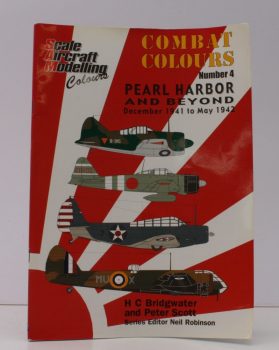 Scale
Aircraft
Modelling
Colours
COMBAT
COLOURS
Number 4
PEARL HARBOR
AND BEYOND
December 1941 to May 1942
MU X
H C Bridgwater
and Peter Scott
Series Editor Neil Robinson